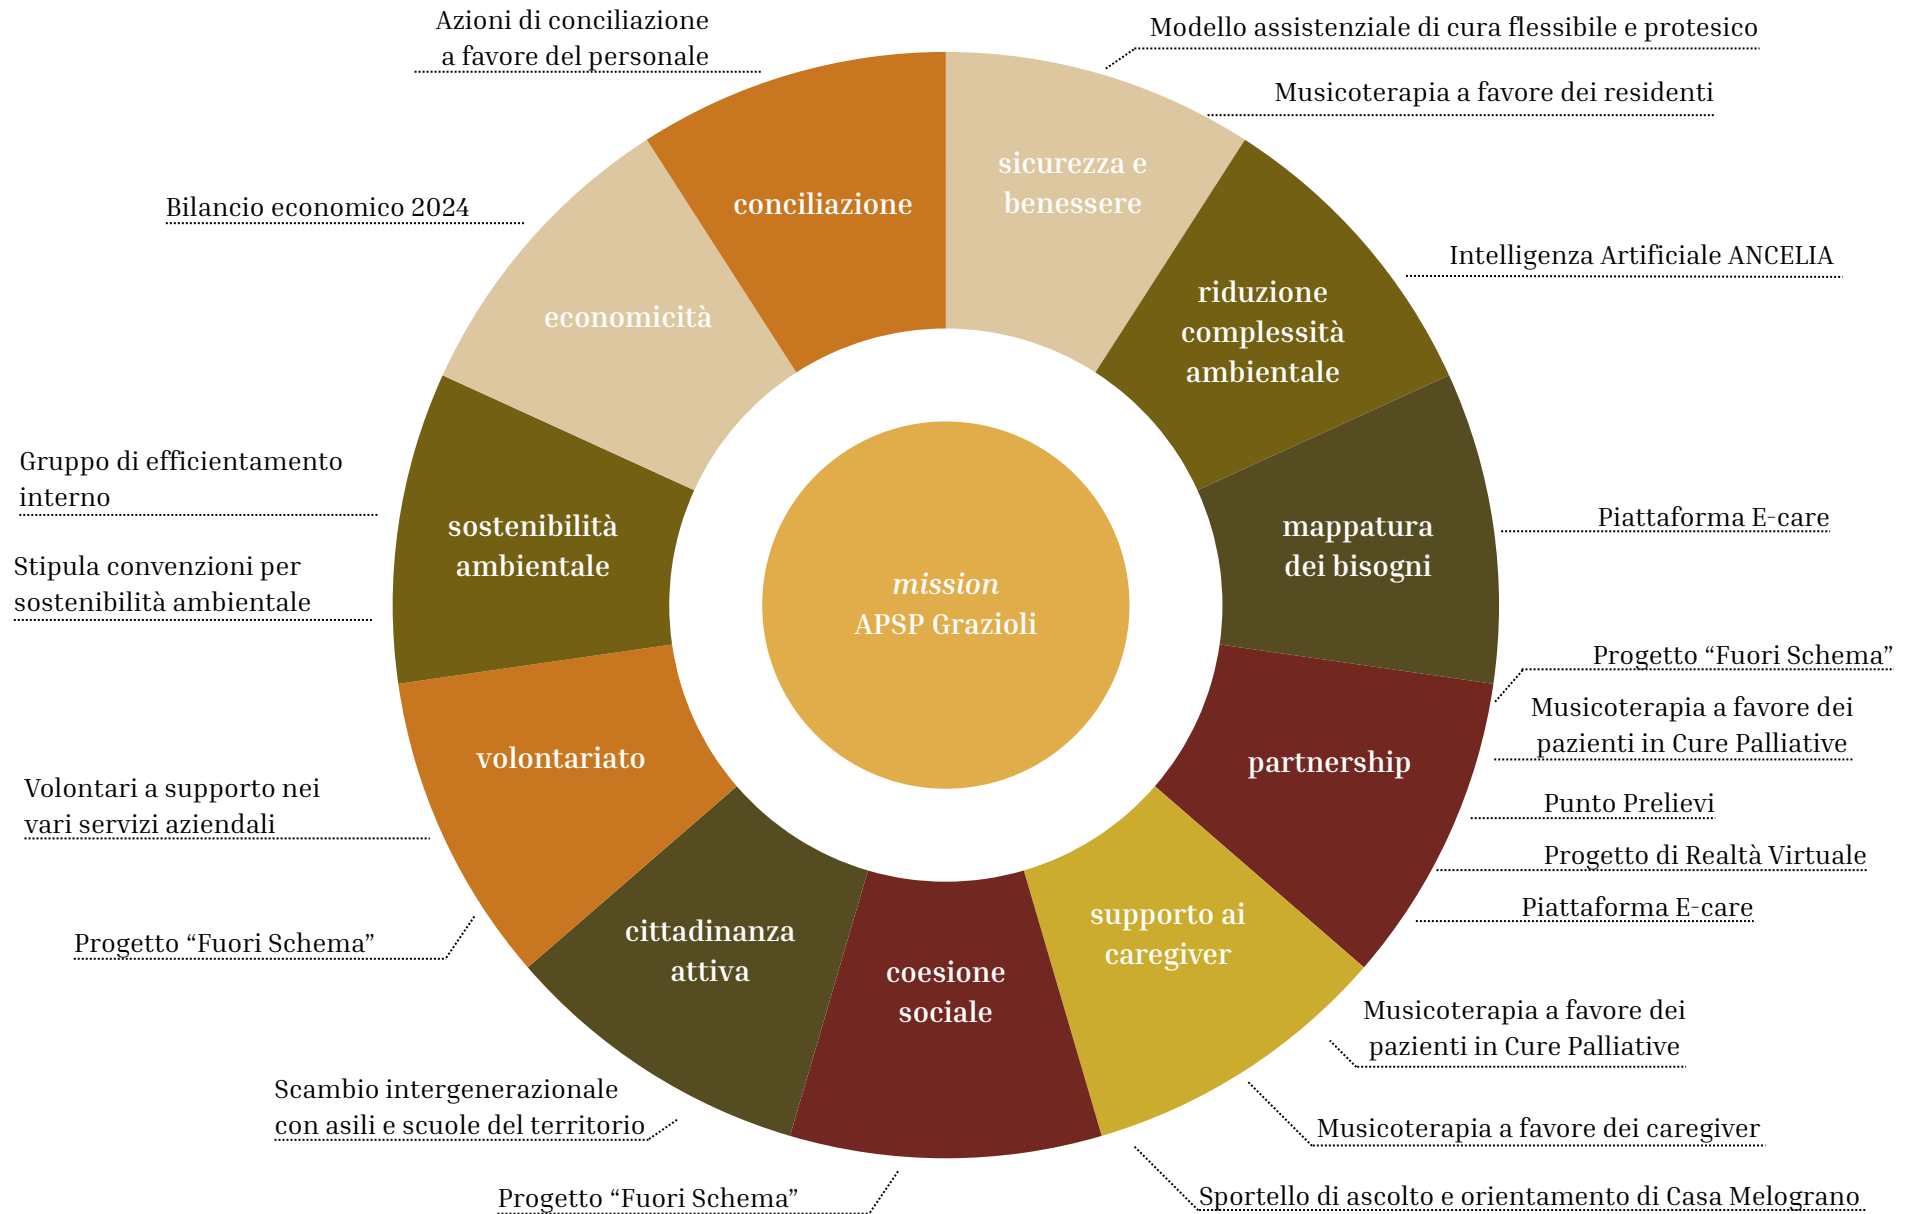 Azioni di conciliazione
a favore del personale
Modello assistenziale di cura flessibile e protesico
Musicoterapia a favore dei residenti
Intelligenza Artificiale ANCELIA
Piattaforma E-care
Progetto “Fuori Schema”
Musicoterapia a favore dei
pazienti in Cure Palliative
Punto Prelievi
Progetto di Realtà Virtuale
Piattaforma E-care
Musicoterapia a favore dei
pazienti in Cure Palliative
Musicoterapia a favore dei caregiver
Sportello di ascolto e orientamento di Casa Melograno
Progetto “Fuori Schema”
Scambio intergenerazionale
con asili e scuole del territorio
Progetto “Fuori Schema”
Volontari a supporto nei
vari servizi aziendali
Stipula convenzioni per
sostenibilità ambientale
Gruppo di efficientamento
interno
Bilancio economico 2024
conciliazione
sicurezza e
benessere
riduzione
complessità
ambientale
mappatura
dei bisogni
partnership
supporto ai
caregiver
coesione
sociale
cittadinanza
attiva
volontariato
sostenibilità
ambientale
economicità
mission
APSP Grazioli